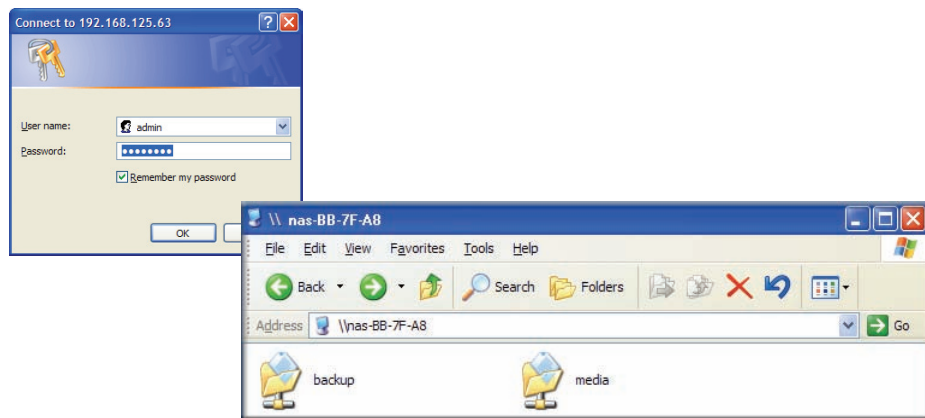 Connect to 192.168.125.63
User name:
admin
Password:
••••••••
Remember my password
OK
\\ nas-BB-7F-A8
File Edit View Favorites Tools Help
Back Search Folders
Address \\nas-BB-7F-A8 Go
backup media